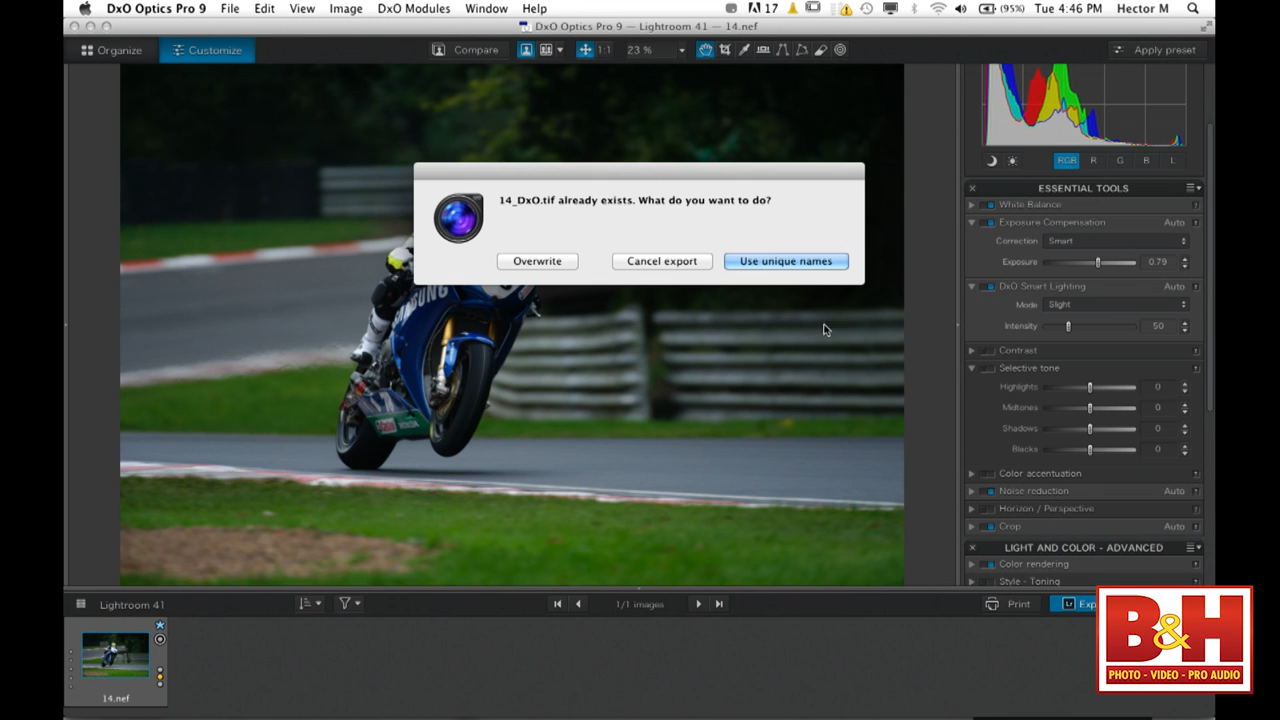 DxO Optics Pro 9 File Edit View Image DxO Modules Window Help 17 (95%) Tue 4:46 PM Hector M
DxO Optics Pro 9 — Lightroom 41 — 14.nef
Organize Customize Compare 1:1 23 % Apply preset
RGB R G B L
14_DxO.tif already exists. What do you want to do?
Overwrite Cancel export Use unique names
ESSENTIAL TOOLS
White Balance
Exposure Compensation Auto
Correction Smart
Exposure 0.79
DxO Smart Lighting Auto
Mode Slight
Intensity 50
Contrast
Selective tone
Highlights 0
Midtones 0
Shadows 0
Blacks 0
Color accentuation
Noise reduction Auto
Horizon / Perspective
Crop Auto
LIGHT AND COLOR - ADVANCED
Color rendering
Style - Toning
SAMSUNG
HONDA
Lightroom 41 1/1 images Print Lr Exp
14.nef
B&H
PHOTO - VIDEO - PRO AUDIO